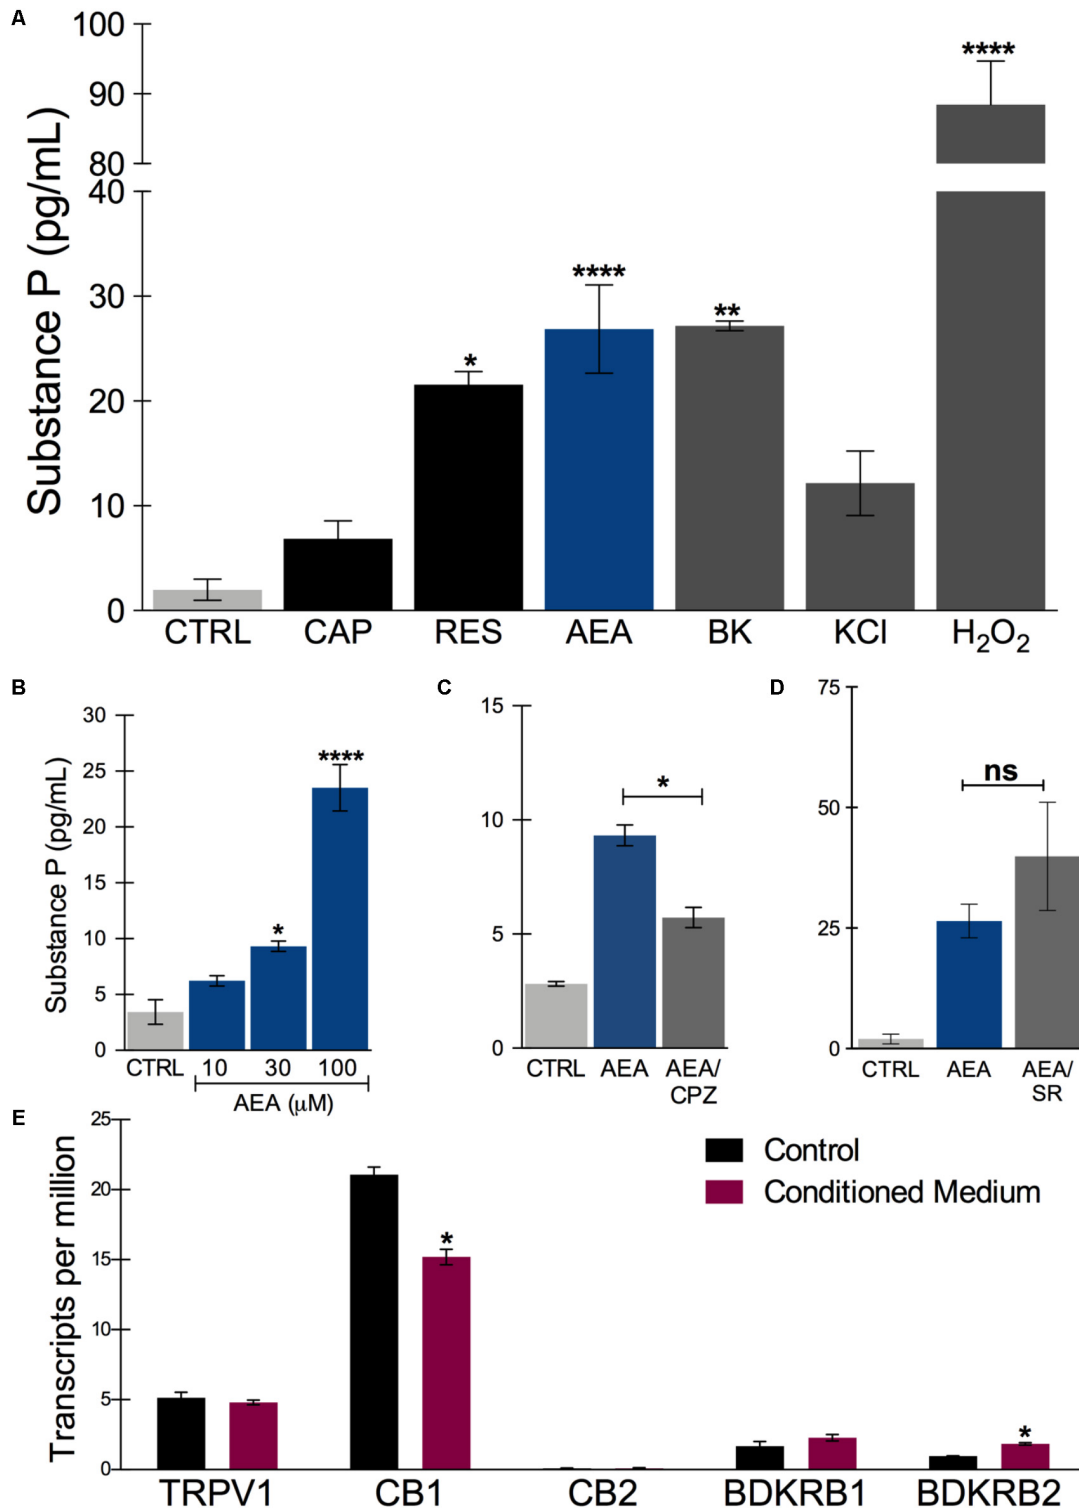 A
Substance P (pg/mL)
100
90
80
40
30
20
10
0
****
*
****
**
****
CTRL CAP RES AEA BK KCl H₂O₂
B
Substance P (pg/mL)
30
25
20
15
10
5
0
*
****
CTRL 10 30 100
AEA (μM)
C
15
10
5
0
*
CTRL AEA AEA/
CPZ
D
75
50
25
0
ns
CTRL AEA AEA/
SR
E
Transcripts per million
25
20
15
10
5
0
Control
Conditioned Medium
*
*
TRPV1 CB1 CB2 BDKRB1 BDKRB2